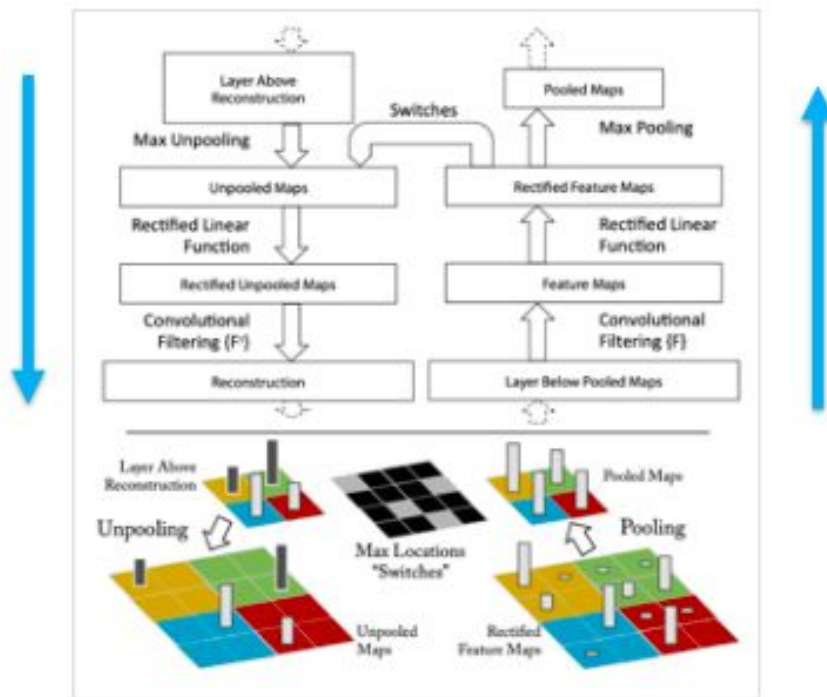 Layer Above
Reconstruction
Switches
Pooled Maps
Max Unpooling
Max Pooling
Unpooled Maps
Rectified Feature Maps
Rectified Linear
Function
Rectified Linear
Function
Rectified Unpooled Maps
Feature Maps
Convolutional
Filtering {Fᵀ}
Convolutional
Filtering {F}
Reconstruction
Layer Below Pooled Maps
Layer Above
Reconstruction
Pooled Maps
Unpooling
Pooling
Max Locations
"Switches"
Unpooled
Maps
Rectified
Feature Maps